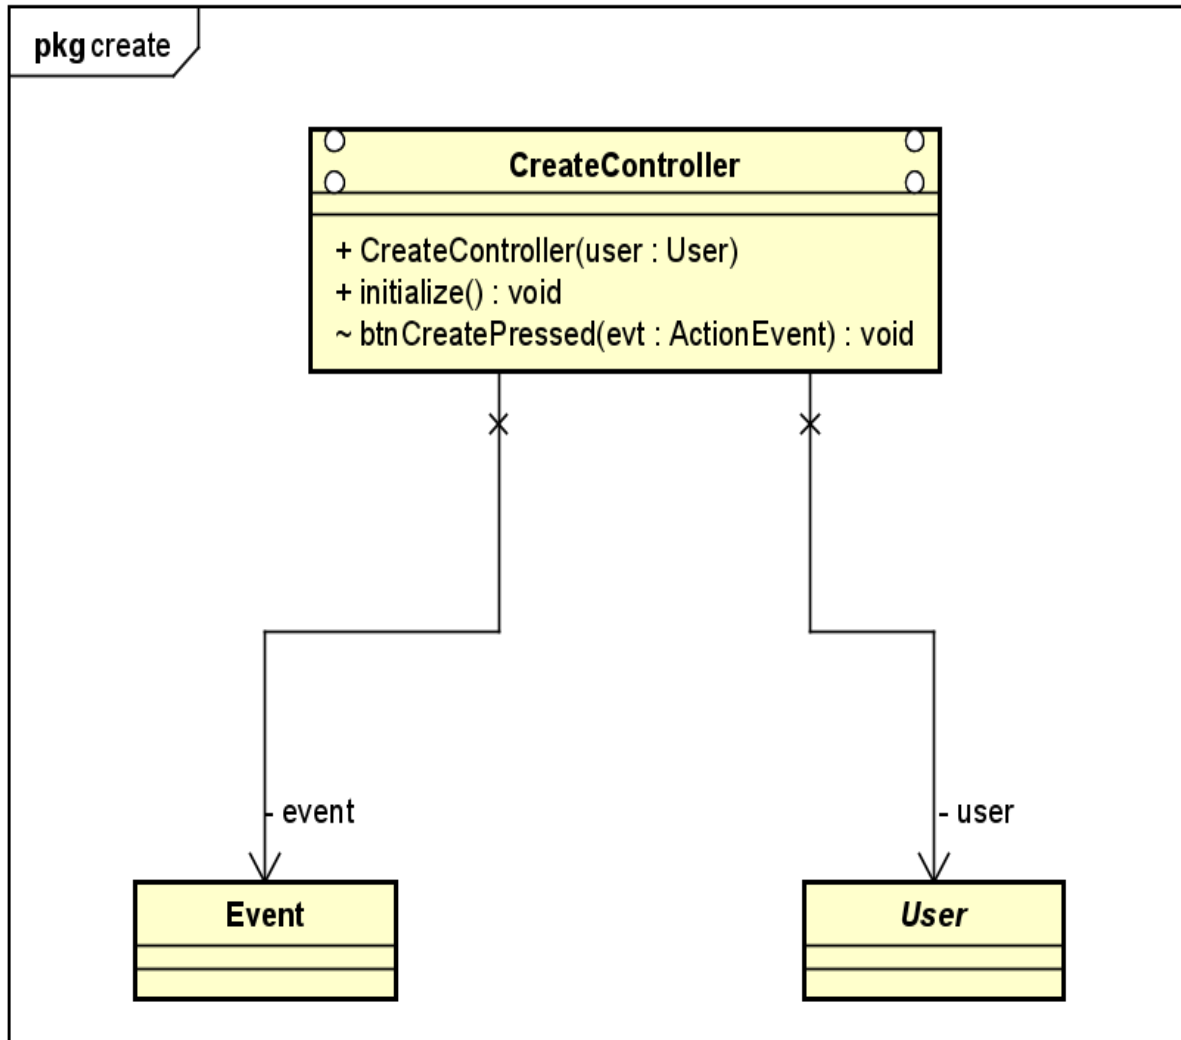 pkg create
CreateController
+ CreateController(user : User)
+ initialize() : void
~ btnCreatePressed(evt : ActionEvent) : void
- event
- user
Event
User